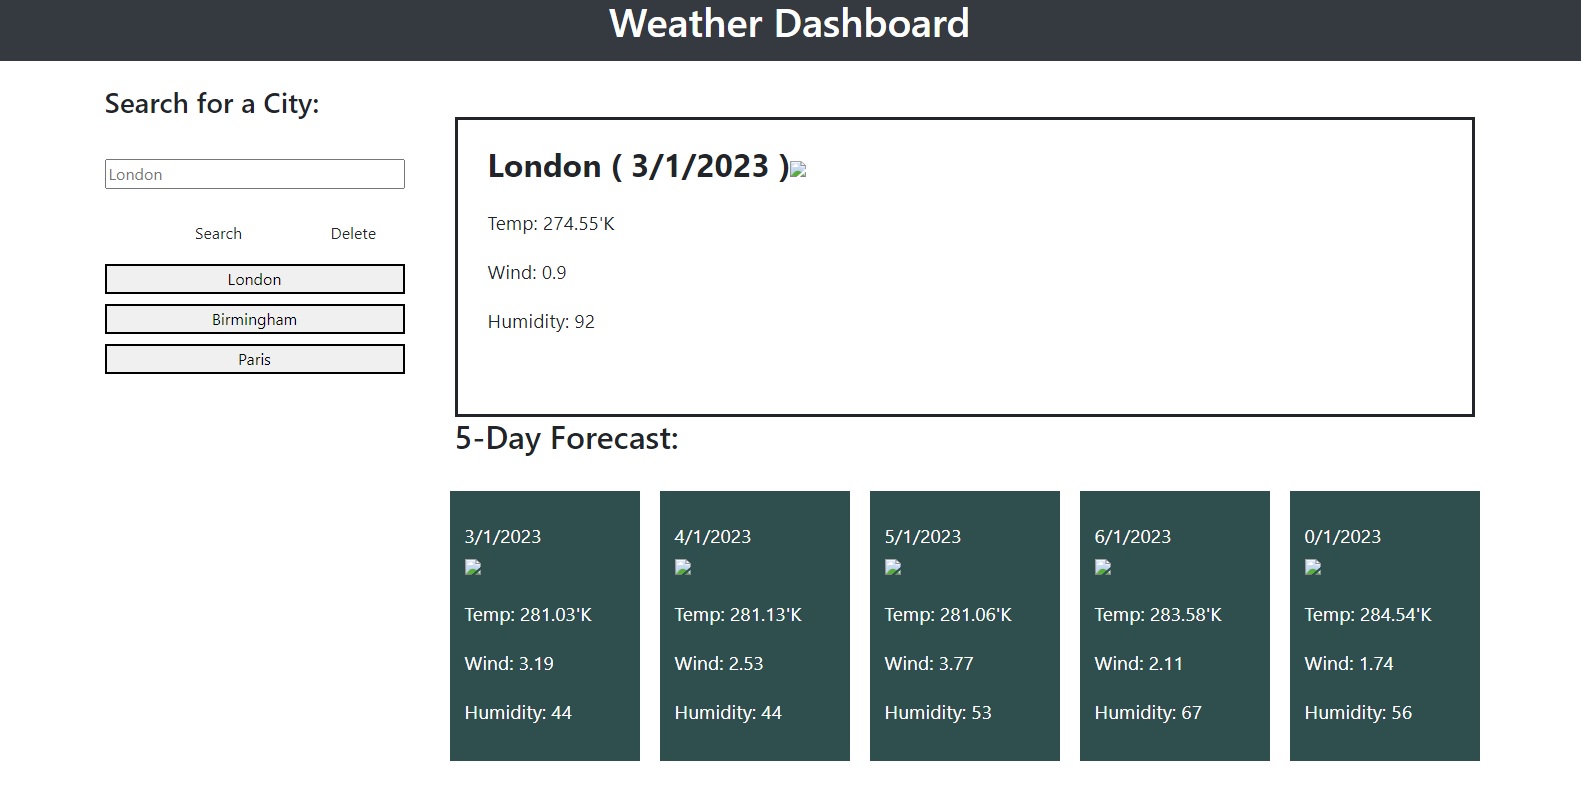 Weather Dashboard
Search for a City:
London
Search Delete
London
Birmingham
Paris
London ( 3/1/2023 )
Temp: 274.55'K
Wind: 0.9
Humidity: 92
5-Day Forecast:
3/1/2023
Temp: 281.03'K
Wind: 3.19
Humidity: 44
4/1/2023
Temp: 281.13'K
Wind: 2.53
Humidity: 44
5/1/2023
Temp: 281.06'K
Wind: 3.77
Humidity: 53
6/1/2023
Temp: 283.58'K
Wind: 2.11
Humidity: 67
0/1/2023
Temp: 284.54'K
Wind: 1.74
Humidity: 56